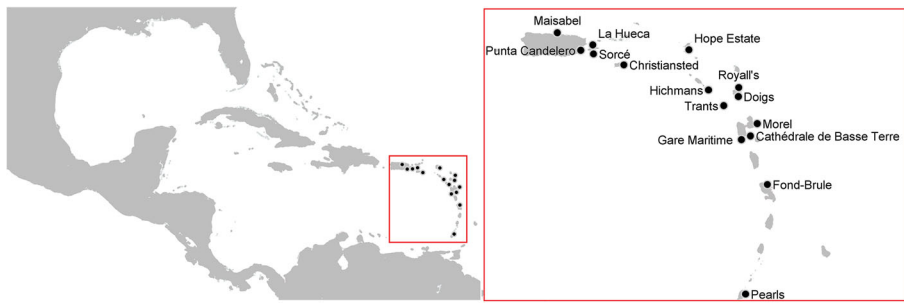 Maisabel
La Hueca
Hope Estate
Punta Candelero
Sorcé
Christiansted
Royall's
Hichmans
Doigs
Trants
Morel
Gare Maritime
Cathédrale de Basse Terre
Fond-Brule
Pearls